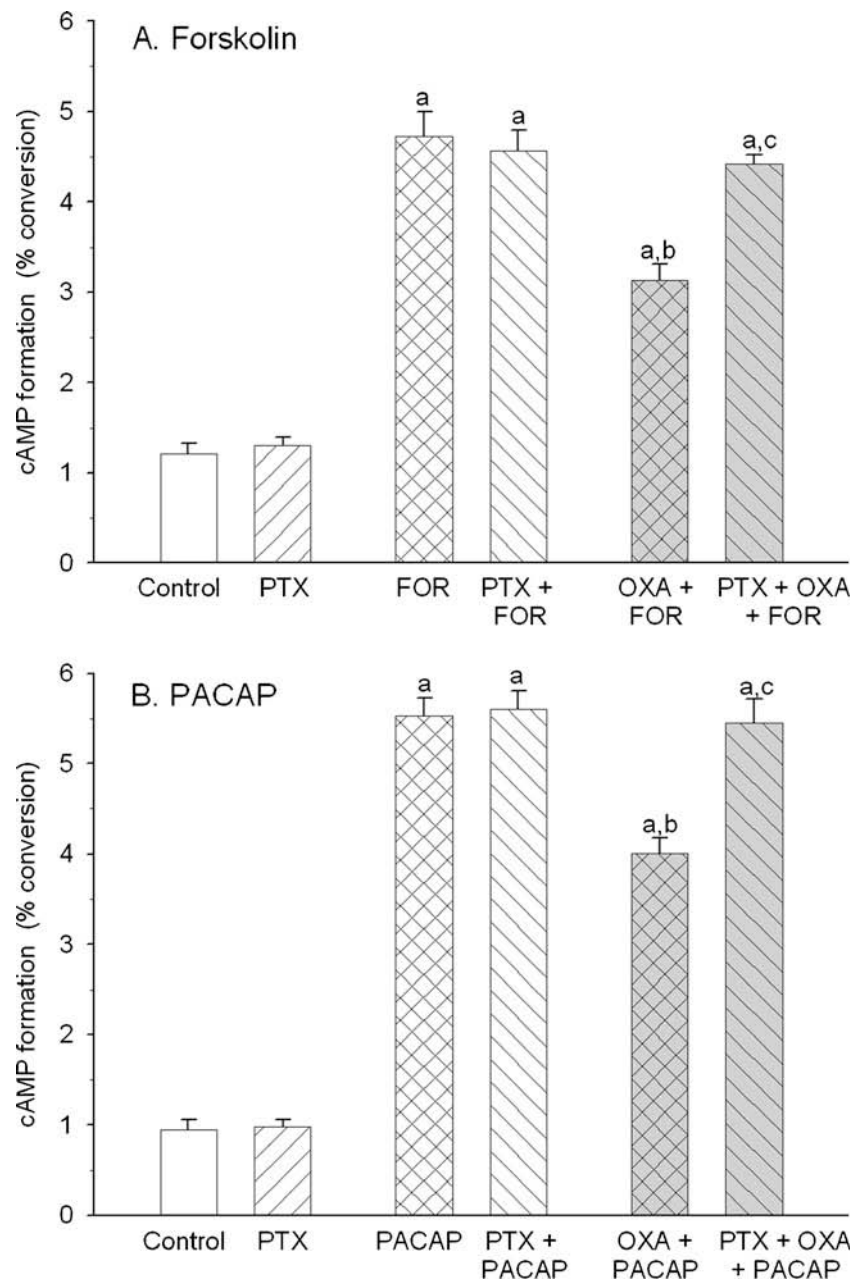 6
A. Forskolin
5
4
3
2
1
0
cAMP formation (% conversion)
a
a
a,b
a,c
Control
PTX
FOR
PTX +
FOR
OXA +
FOR
PTX + OXA
+ FOR
6
B. PACAP
5
4
3
2
1
0
cAMP formation (% conversion)
a
a
a,b
a,c
Control
PTX
PACAP
PTX +
PACAP
OXA +
PACAP
PTX + OXA
+ PACAP